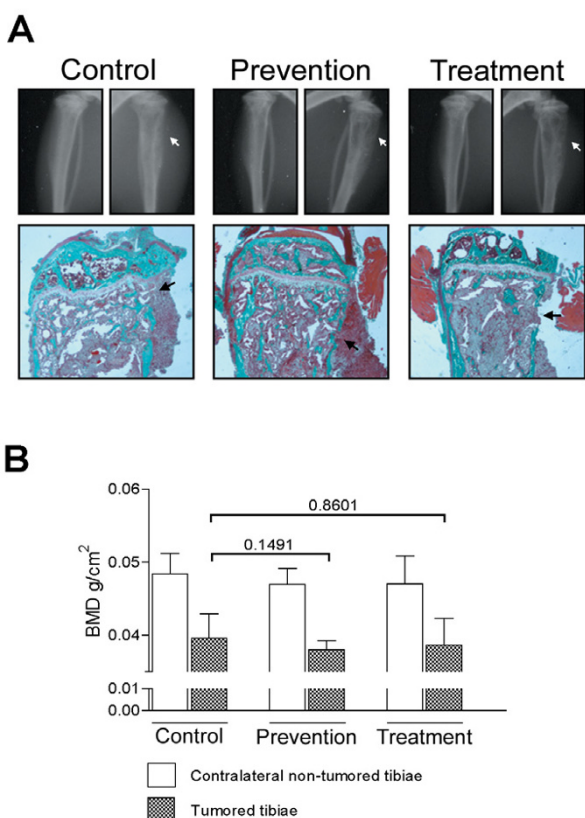 A
Control Prevention Treatment
B
0.06
0.8601
0.1491
0.05
BMD g/cm²
0.04
0.01
0.00
Control Prevention Treatment
Contralateral non-tumored tibiae
Tumored tibiae